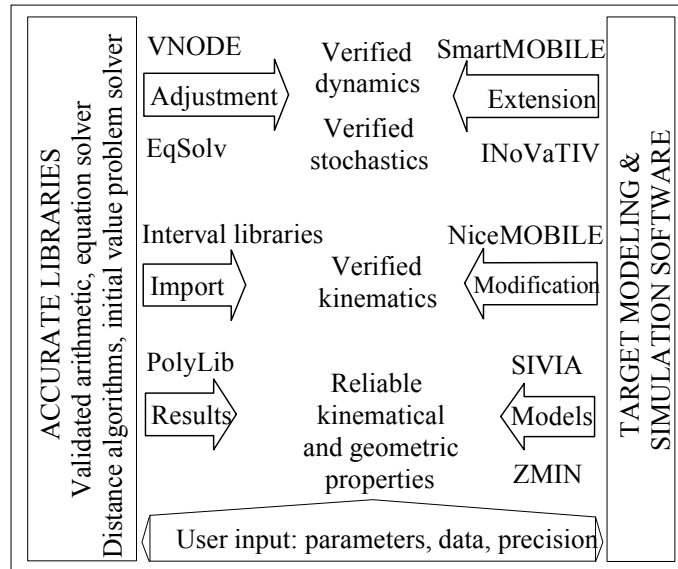 ACCURATE LIBRARIES
Validated arithmetic, equation solver
Distance algorithms, initial value problem solver
VNODE
Adjustment
EqSolv
Verified
dynamics
Verified
stochastics
SmartMOBILE
Extension
INoVaTIV
Interval libraries
Import
Verified
kinematics
NiceMOBILE
Modification
PolyLib
Results
Reliable
kinematical
and geometric
properties
SIVIA
Models
ZMIN
TARGET MODELING &
SIMULATION SOFTWARE
User input: parameters, data, precision